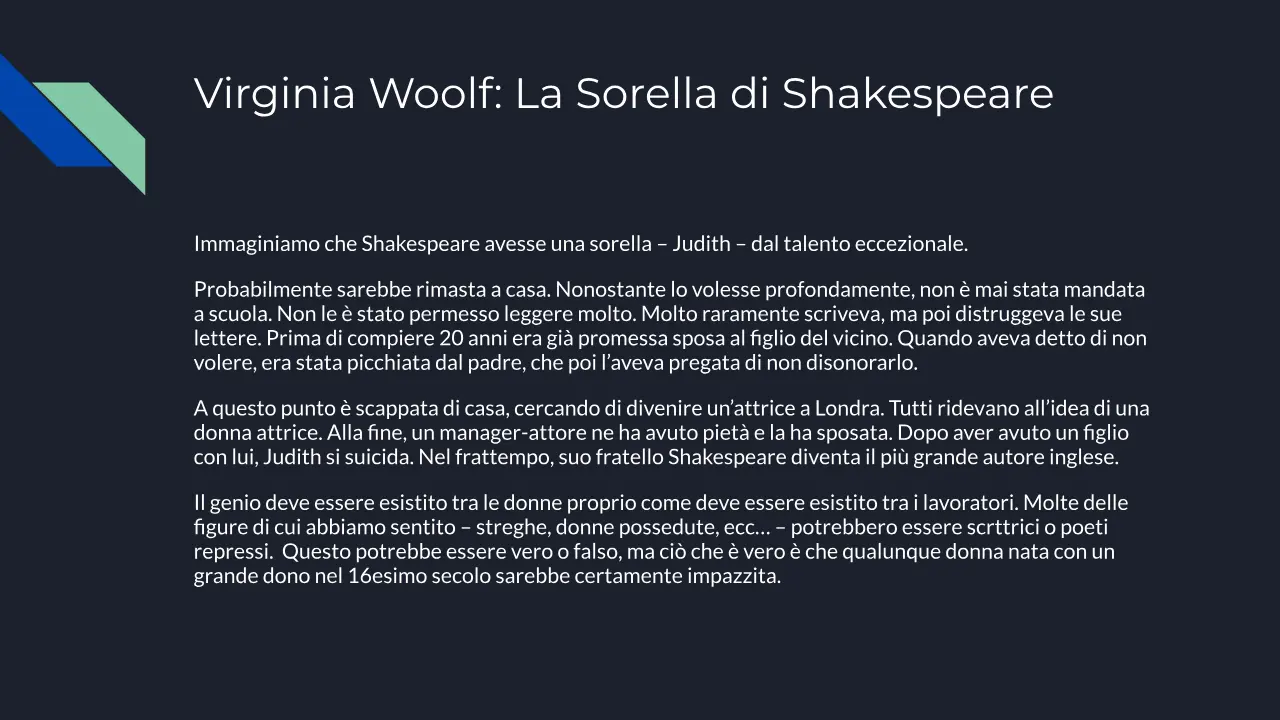 Virginia Woolf: La Sorella di Shakespeare
Immaginiamo che Shakespeare avesse una sorella – Judith – dal talento eccezionale.
Probabilmente sarebbe rimasta a casa. Nonostante lo volesse profondamente, non è mai stata mandata
a scuola. Non le è stato permesso leggere molto. Molto raramente scriveva, ma poi distruggeva le sue
lettere. Prima di compiere 20 anni era già promessa sposa al figlio del vicino. Quando aveva detto di non
volere, era stata picchiata dal padre, che poi l’aveva pregata di non disonorarlo.
A questo punto è scappata di casa, cercando di divenire un’attrice a Londra. Tutti ridevano all’idea di una
donna attrice. Alla fine, un manager-attore ne ha avuto pietà e la ha sposata. Dopo aver avuto un figlio
con lui, Judith si suicida. Nel frattempo, suo fratello Shakespeare diventa il più grande autore inglese.
Il genio deve essere esistito tra le donne proprio come deve essere esistito tra i lavoratori. Molte delle
figure di cui abbiamo sentito – streghe, donne possedute, ecc… – potrebbero essere scrttrici o poeti
repressi.  Questo potrebbe essere vero o falso, ma ciò che è vero è che qualunque donna nata con un
grande dono nel 16esimo secolo sarebbe certamente impazzita.